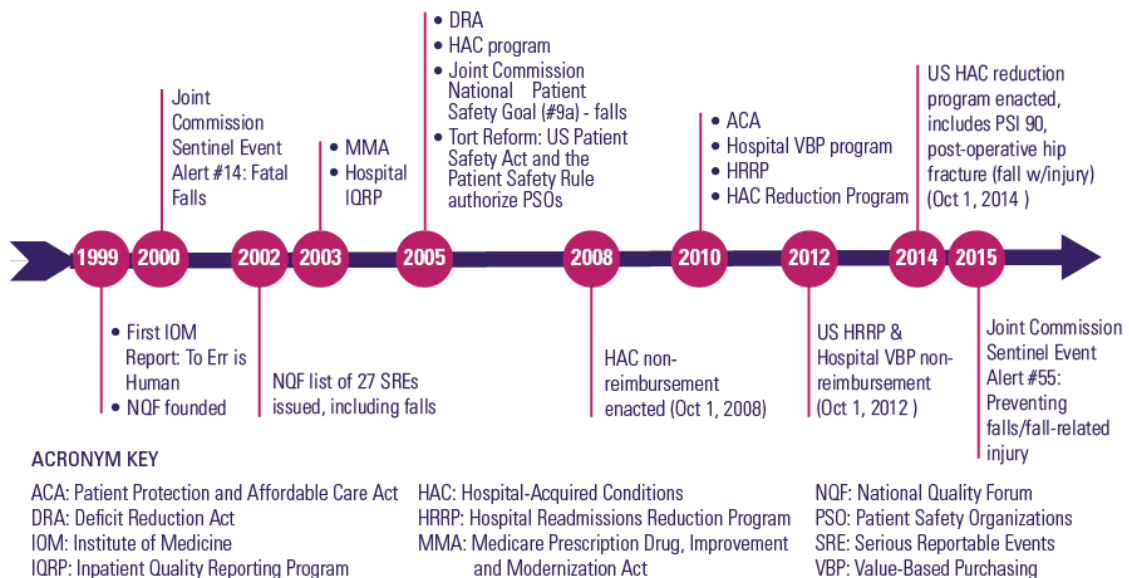 • DRA
• HAC program
• Joint Commission
National Patient
Safety Goal (#9a) - falls
• Tort Reform: US Patient
Safety Act and the
Patient Safety Rule
authorize PSOs
Joint
Commission
Sentinel Event
Alert #14: Fatal
Falls
• MMA
• Hospital
IQRP
• ACA
• Hospital VBP program
• HRRP
• HAC Reduction Program
US HAC reduction
program enacted,
includes PSI 90,
post-operative hip
fracture (fall w/injury)
(Oct 1, 2014 )
1999
2000
2002
2003
2005
2008
2010
2012
2014
2015
• First IOM
Report: To Err is
Human
• NQF founded
NQF list of 27 SREs
issued, including falls
HAC non-
reimbursement
enacted (Oct 1, 2008)
US HRRP &
Hospital VBP non-
reimbursement
(Oct 1, 2012 )
Joint Commission
Sentinel Event
Alert #55:
Preventing
falls/fall-related
injury
ACRONYM KEY
ACA: Patient Protection and Affordable Care Act
DRA: Deficit Reduction Act
IOM: Institute of Medicine
IQRP: Inpatient Quality Reporting Program
HAC: Hospital-Acquired Conditions
HRRP: Hospital Readmissions Reduction Program
MMA: Medicare Prescription Drug, Improvement
and Modernization Act
NQF: National Quality Forum
PSO: Patient Safety Organizations
SRE: Serious Reportable Events
VBP: Value-Based Purchasing